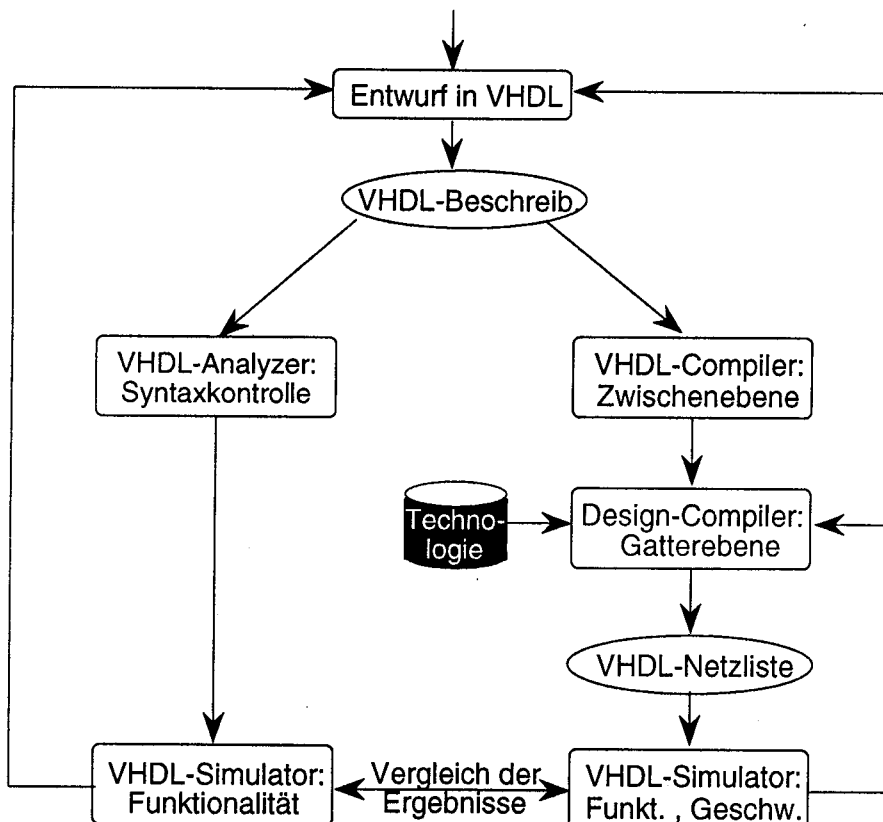 Entwurf in VHDL
VHDL-Beschreib.
VHDL-Analyzer:
Syntaxkontrolle
VHDL-Compiler:
Zwischenebene
Techno-
logie
Design-Compiler:
Gatterebene
VHDL-Netzliste
VHDL-Simulator:
Funktionalität
Vergleich der
Ergebnisse
VHDL-Simulator:
Funkt. , Geschw.